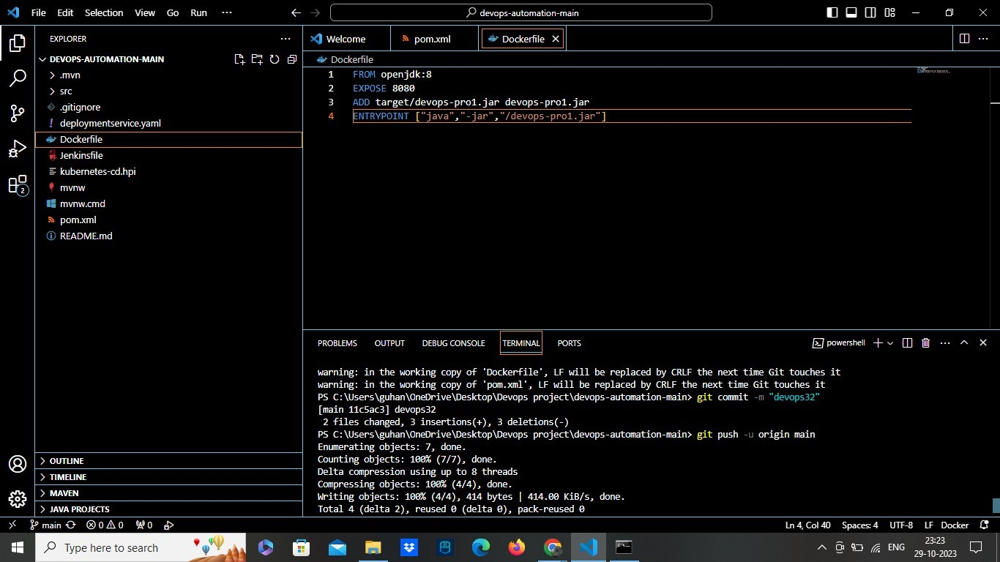 File Edit Selection View Go Run ···
devops-automation-main
EXPLORER
DEVOPS-AUTOMATION-MAIN
.mvn
src
.gitignore
deploymentservice.yaml
Dockerfile
Jenkinsfile
kubernetes-cd.hpi
mvnw
mvnw.cmd
pom.xml
README.md
OUTLINE
TIMELINE
MAVEN
JAVA PROJECTS
2
Welcome pom.xml Dockerfile
Dockerfile
1 FROM openjdk:8
2 EXPOSE 8080
3 ADD target/devops-pro1.jar devops-pro1.jar
4 ENTRYPOINT ["java","-jar","/devops-pro1.jar"]
PROBLEMS OUTPUT DEBUG CONSOLE TERMINAL PORTS powershell
warning: in the working copy of 'Dockerfile', LF will be replaced by CRLF the next time Git touches it
warning: in the working copy of 'pom.xml', LF will be replaced by CRLF the next time Git touches it
PS C:\Users\guhan\OneDrive\Desktop\Devops project\devops-automation-main> git commit -m "devops32"
[main 11c5ac3] devops32
2 files changed, 3 insertions(+), 3 deletions(-)
PS C:\Users\guhan\OneDrive\Desktop\Devops project\devops-automation-main> git push -u origin main
Enumerating objects: 7, done.
Counting objects: 100% (7/7), done.
Delta compression using up to 8 threads
Compressing objects: 100% (4/4), done.
Writing objects: 100% (4/4), 414 bytes | 414.00 KiB/s, done.
Total 4 (delta 2), reused 0 (delta 0), pack-reused 0
main 0 0 0 Ln 4, Col 40 Spaces: 4 UTF-8 LF Docker
Type here to search ENG 23:23
29-10-2023